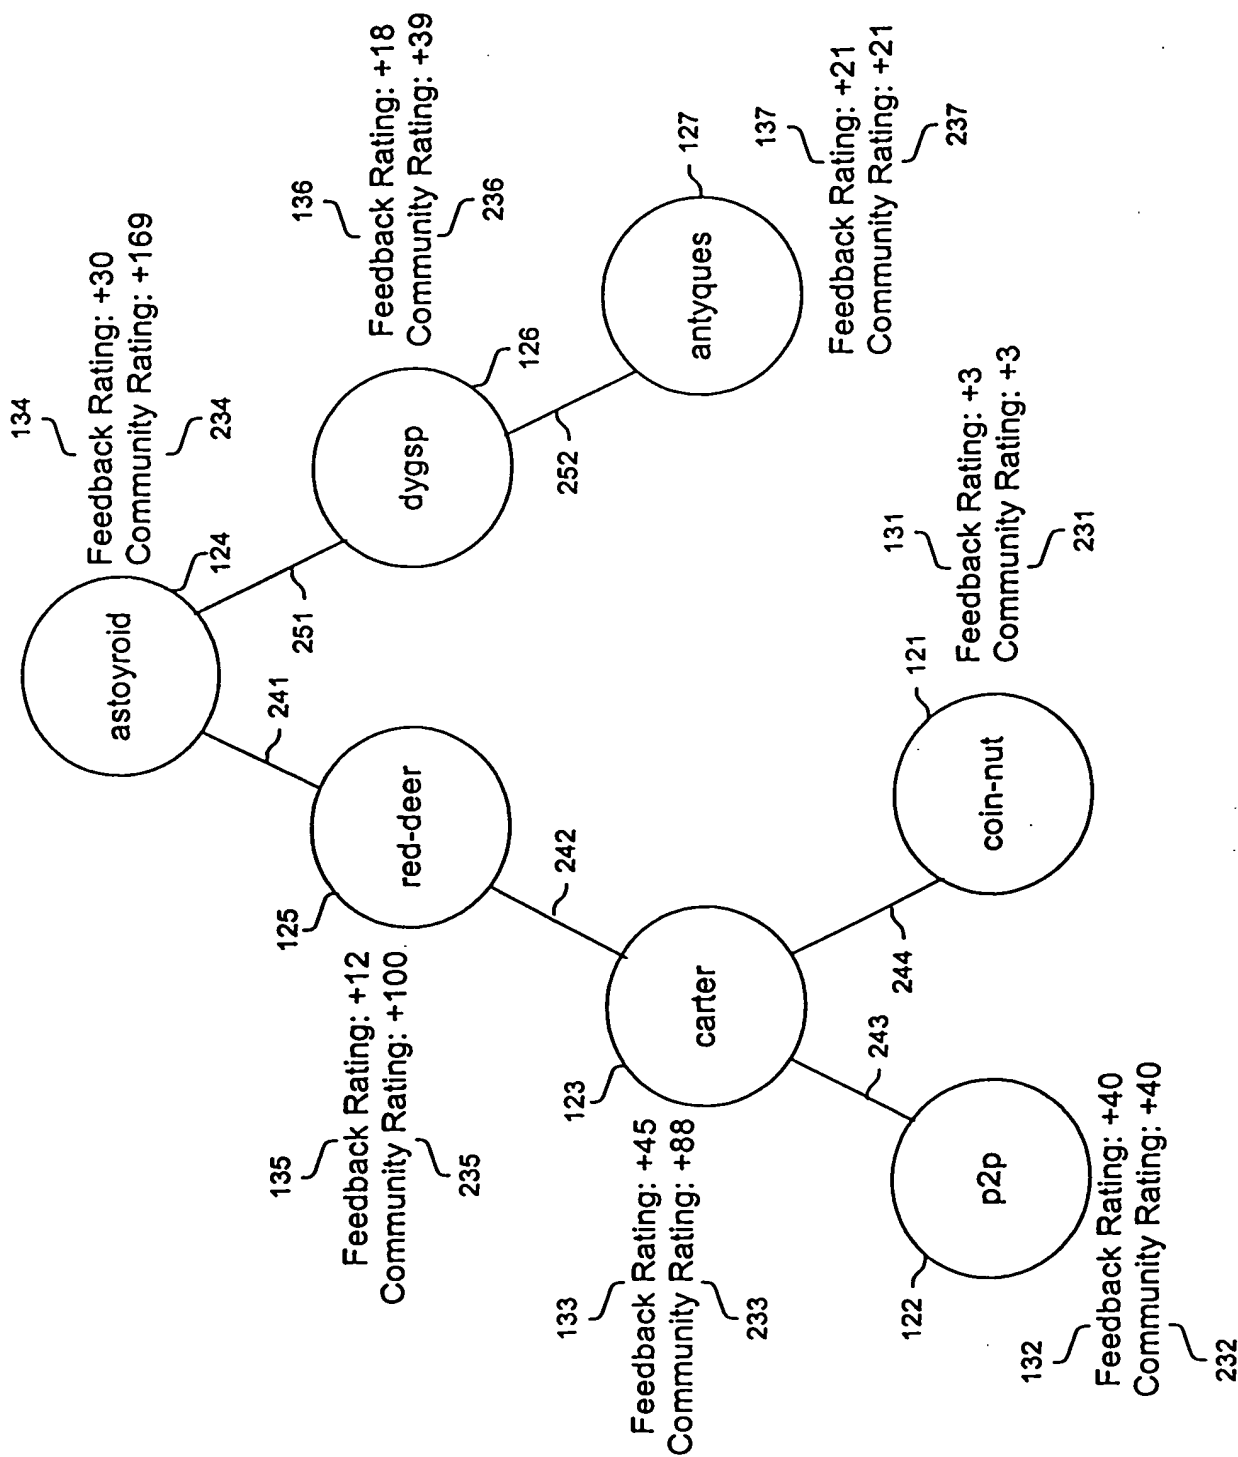 134
Feedback Rating: +30
Community Rating: +169
234
astoyroid
124
241
251
135
Feedback Rating: +12
Community Rating: +100
235
125
red-deer
dygsp
126
136
Feedback Rating: +18
Community Rating: +39
236
242
252
133
Feedback Rating: +45
Community Rating: +88
233
123
carter
antyques
127
137
Feedback Rating: +21
Community Rating: +21
237
243
244
122
p2p
132
Feedback Rating: +40
Community Rating: +40
232
coin-nut
121
131
Feedback Rating: +3
Community Rating: +3
231